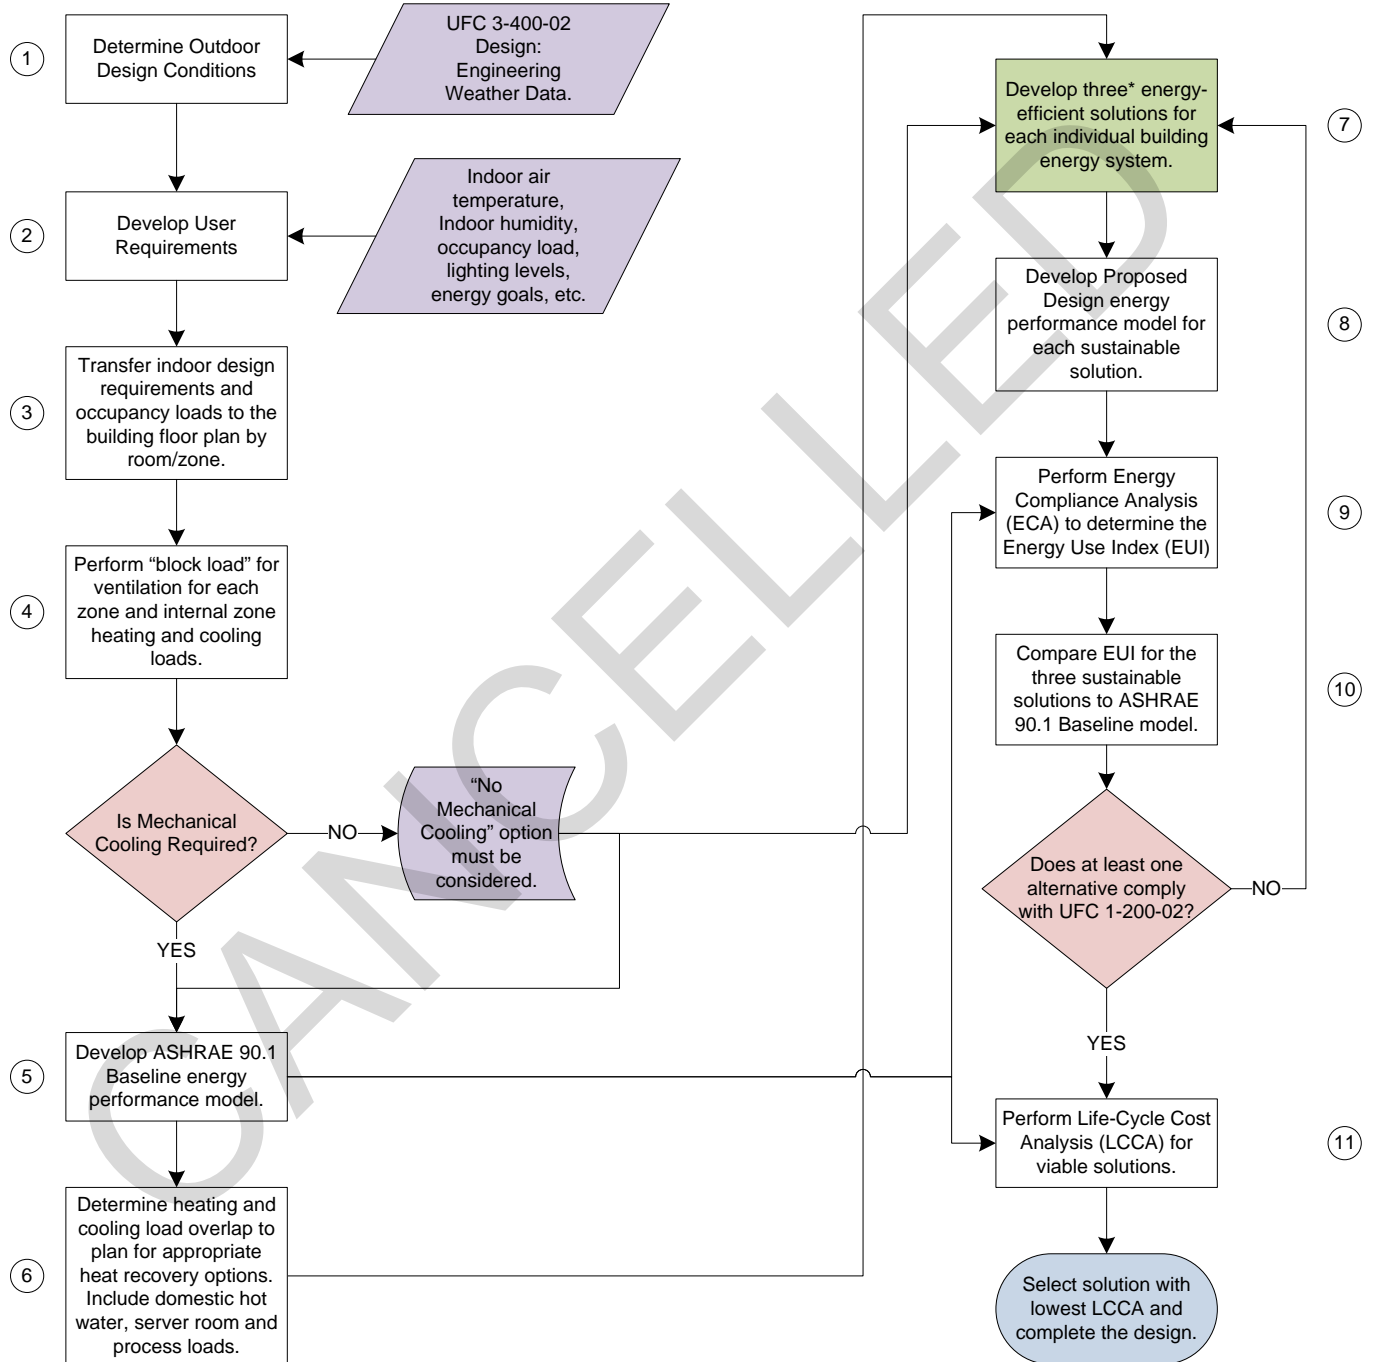 1
Determine Outdoor
Design Conditions
UFC 3-400-02
Design:
Engineering
Weather Data.
2
Develop User
Requirements
Indoor air
temperature,
Indoor humidity,
occupancy load,
lighting levels,
energy goals, etc.
3
Transfer indoor design
requirements and
occupancy loads to the
building floor plan by
room/zone.
4
Perform “block load” for
ventilation for each
zone and internal zone
heating and cooling
loads.
Is Mechanical
Cooling Required?
NO
“No
Mechanical
Cooling” option
must be
considered.
YES
5
Develop ASHRAE 90.1
Baseline energy
performance model.
6
Determine heating and
cooling load overlap to
plan for appropriate
heat recovery options.
Include domestic hot
water, server room and
process loads.
Develop three* energy-
efficient solutions for
each individual building
energy system.
7
Develop Proposed
Design energy
performance model for
each sustainable
solution.
8
Perform Energy
Compliance Analysis
(ECA) to determine the
Energy Use Index (EUI)
9
Compare EUI for the
three sustainable
solutions to ASHRAE
90.1 Baseline model.
10
Does at least one
alternative comply
with UFC 1-200-02?
NO
YES
Perform Life-Cycle Cost
Analysis (LCCA) for
viable solutions.
11
Select solution with
lowest LCCA and
complete the design.
CANCELLED